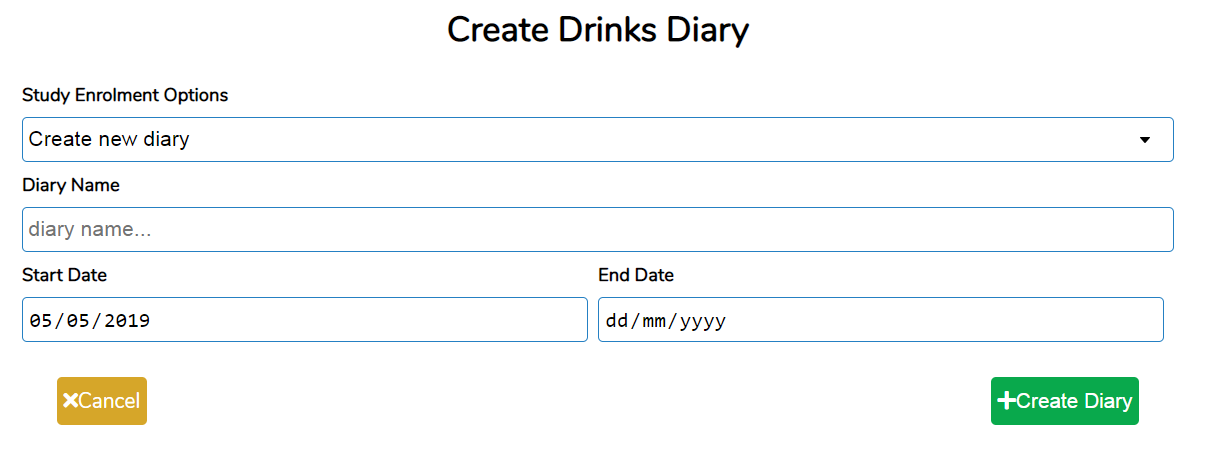 Create Drinks Diary
Study Enrolment Options
Create new diary
Diary Name
diary name...
Start Date End Date
05/05/2019 dd/mm/yyyy
Cancel Create Diary